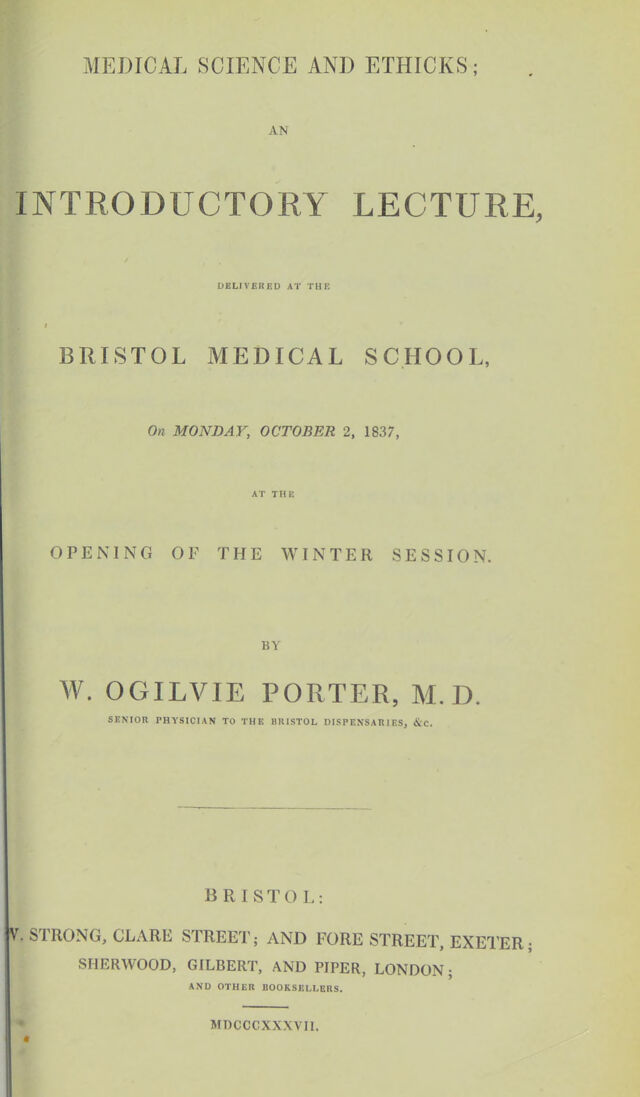 MEDICAL SCIENCE AND ETHICKS;
AN
INTRODUCTORY LECTURE,
DELIVERED AT THE
BRISTOL MEDICAL SCHOOL,
On MONDAY, OCTOBER 2, 1837,
AT THE
OPENING OF THE WINTER SESSION.
BY
W. OGILVIE PORTER, M.D.
SENIOR PHYSICIAN TO THE BRISTOL DISPENSARIES, &c.
BRISTOL:
STRONG, CLARE STREET; AND FORE STREET, EXETER;
SHERWOOD, GILBERT, AND PIPER, LONDON;
AND OTHER BOOKSELLERS.
MDCCCXXXVII.